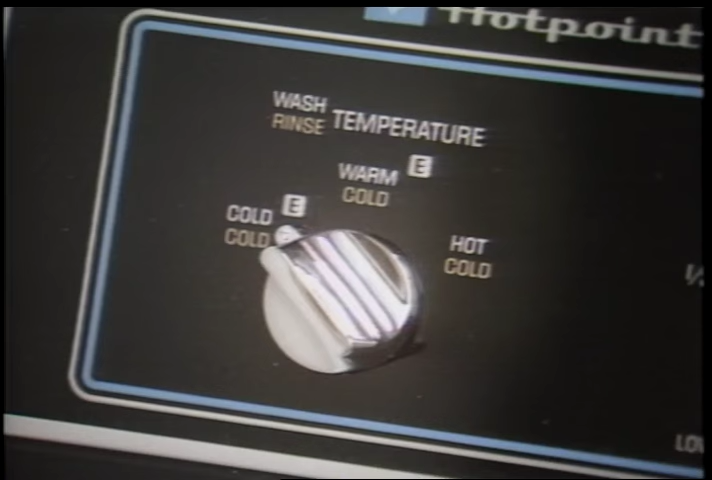 Hotpoint
WASH
RINSE
TEMPERATURE
E
WARM
COLD
E
COLD
COLD
HOT
COLD